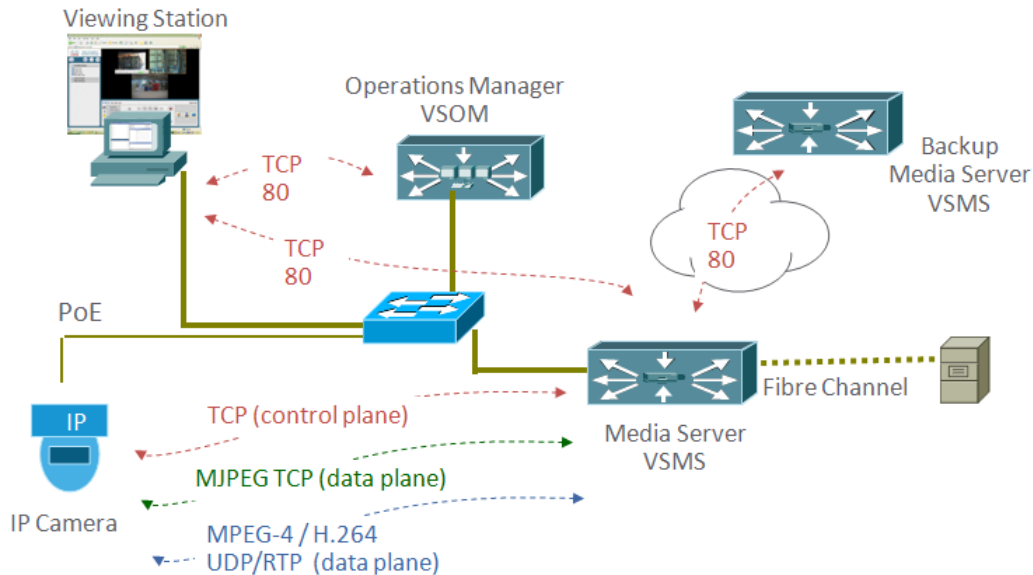 Viewing Station
Operations Manager
VSOM
Backup
Media Server
VSMS
TCP
80
TCP
80
TCP
80
PoE
Fibre Channel
IP
TCP (control plane)
Media Server
VSMS
MJPEG TCP (data plane)
IP Camera
MPEG-4 / H.264
UDP/RTP (data plane)